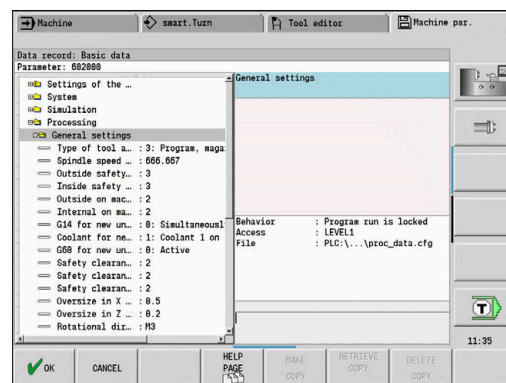 Machine smart.Turn Tool editor Machine par.
Data record: Basic data
Parameter: 602800
Settings of the …
System
Simulation
Processing
General settings
Type of tool a… : 3: Program, maga
Spindle speed … : 666.667
Outside safety… : 3
Inside safety … : 3
Outside on mac… : 2
Internal on ma… : 2
G14 for new un… : 0: Simultaneousl
Coolant for ne… : 1: Coolant 1 on
G60 for new un… : 0: Active
Safety clearan… : 2
Safety clearan… : 2
Safety clearan… : 2
Oversize in X … : 0.5
Oversize in Z … : 0.2
Rotational dir… : M3
General settings
Behavior : Program run is locked
Access : LEVEL1
File : PLC:\...\proc_data.cfg
T
11:35
OK
CANCEL
HELP PAGE
MAKE COPY
RETRIEVE COPY
DELETE COPY